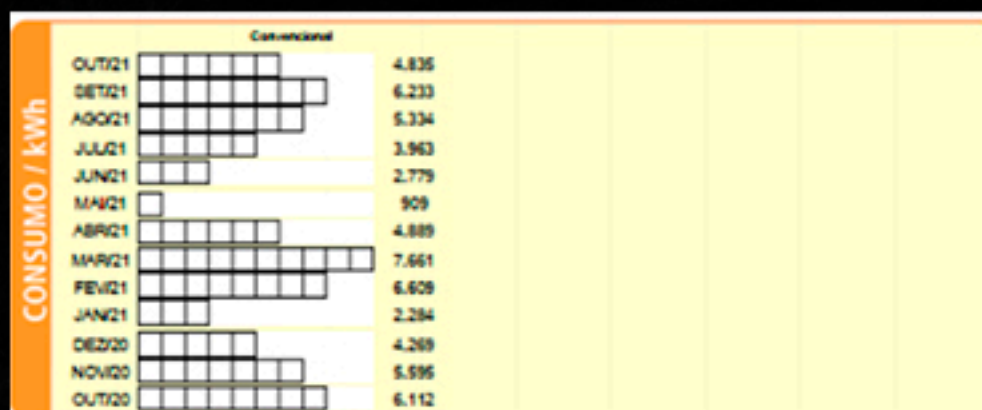 Convencional
CONSUMO / kWh
OUT/21 4.835
SET/21 6.233
AGO/21 5.334
JUL/21 3.963
JUN/21 2.779
MAI/21 909
ABR/21 4.889
MAR/21 7.661
FEV/21 6.609
JAN/21 2.284
DEZ/20 4.269
NOV/20 5.595
OUT/20 6.112